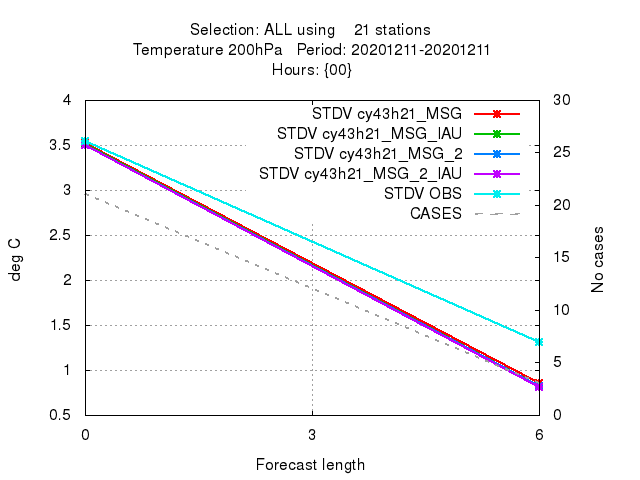 Selection: ALL using    21 stations
Temperature 200hPa   Period: 20201211-20201211
Hours: {00}
4
3.5
3
2.5
2
1.5
1
0.5
30
25
20
15
10
5
0
STDV cy43h21_MSG
STDV cy43h21_MSG_IAU
STDV cy43h21_MSG_2
STDV cy43h21_MSG_2_IAU
STDV OBS
CASES
deg C
No cases
0
3
6
Forecast length